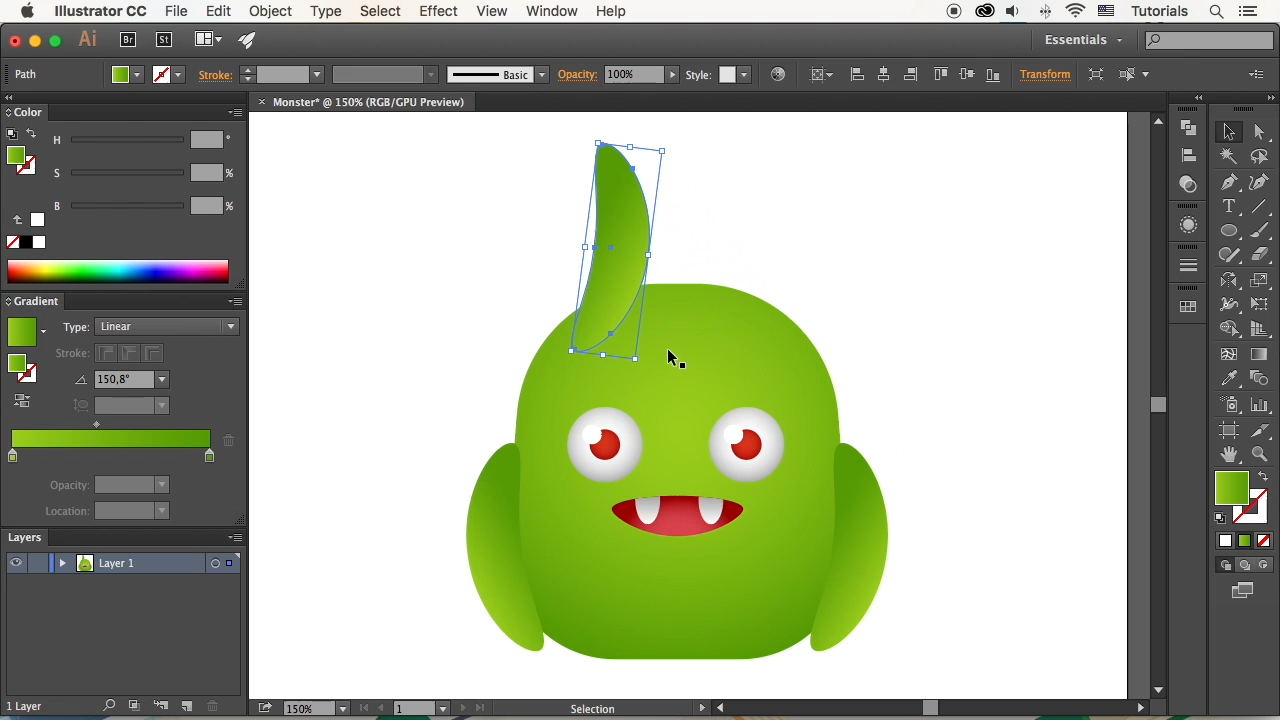 Illustrator CC File Edit Object Type Select Effect View Window Help Tutorials
Ai Br St Essentials
Path Stroke: Basic Opacity: 100% Style: Transform
Color
Monster* @ 150% (RGB/GPU Preview)
H °
S %
B %
Gradient
Type: Linear
Stroke:
150,8°
Opacity:
Location:
Layers
Layer 1
1 Layer
150% 1 Selection